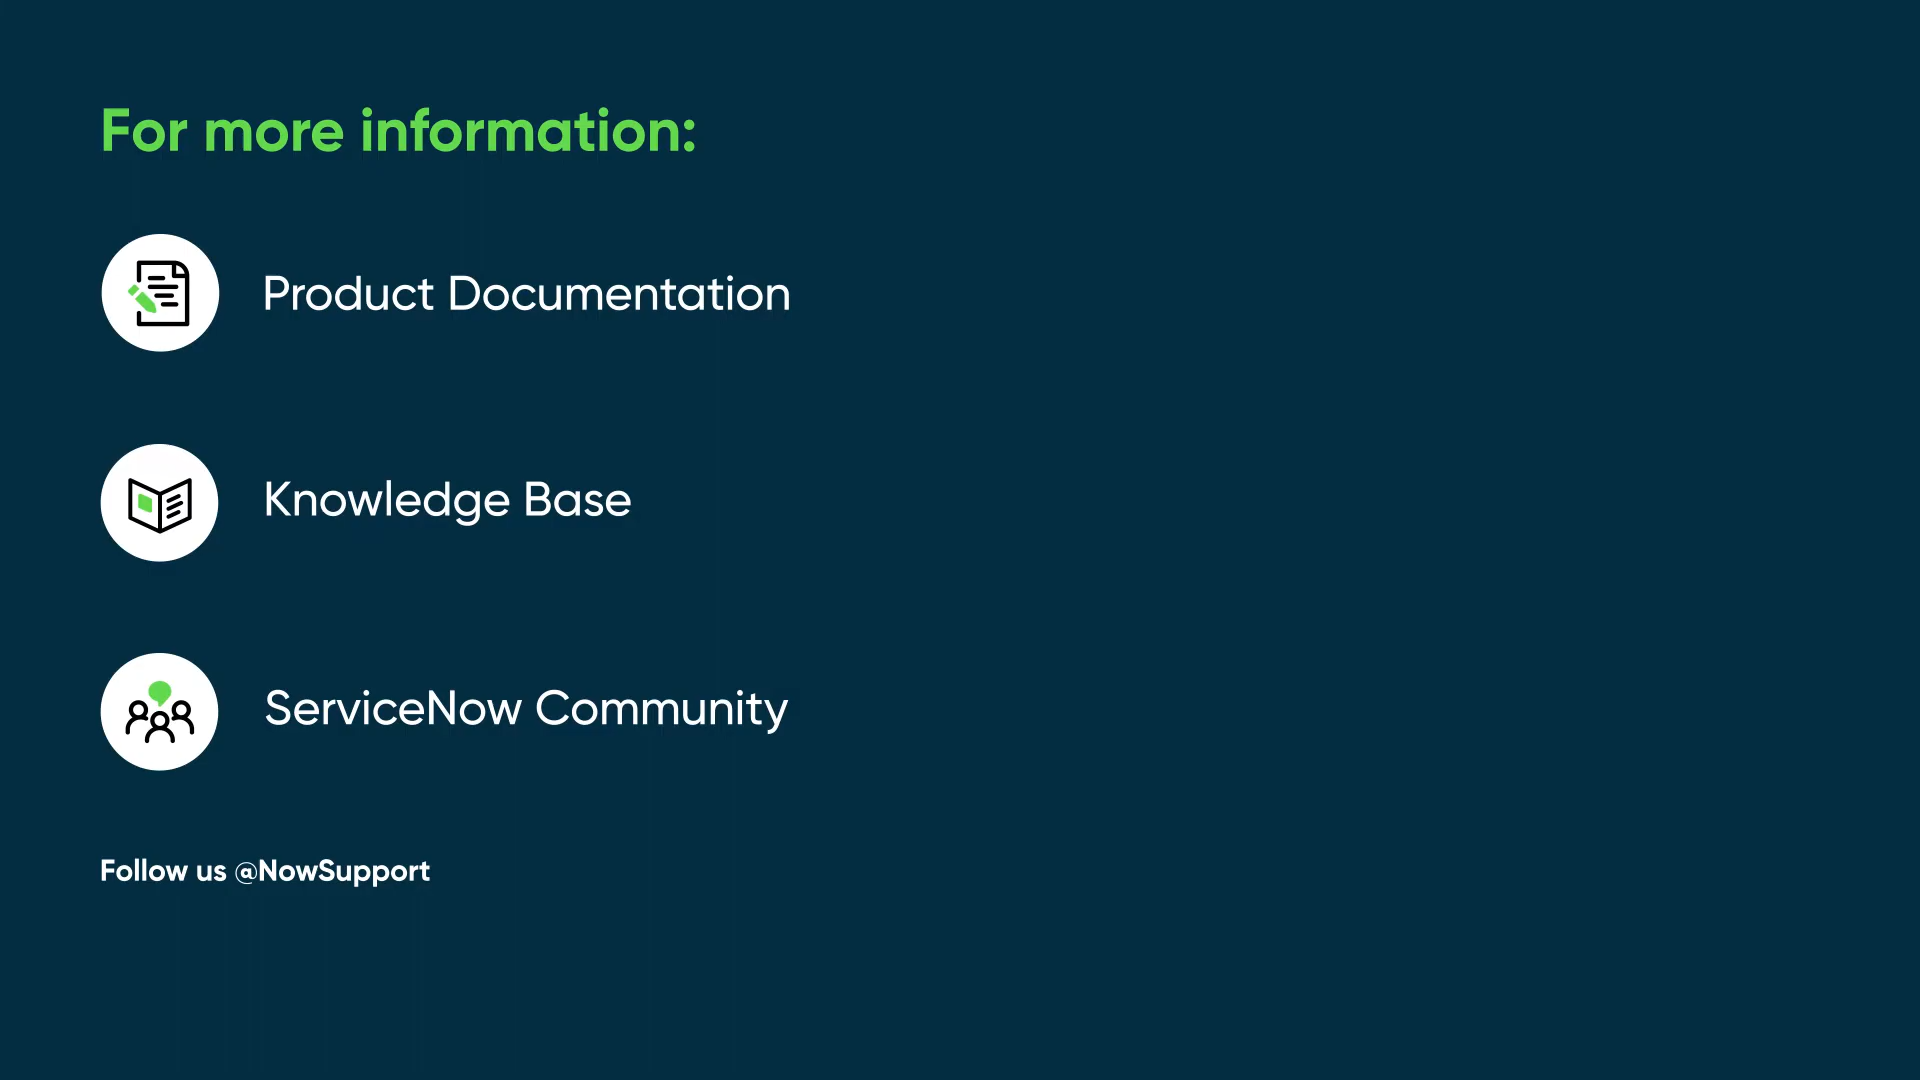 For more information:
Product Documentation
Knowledge Base
ServiceNow Community
Follow us @NowSupport